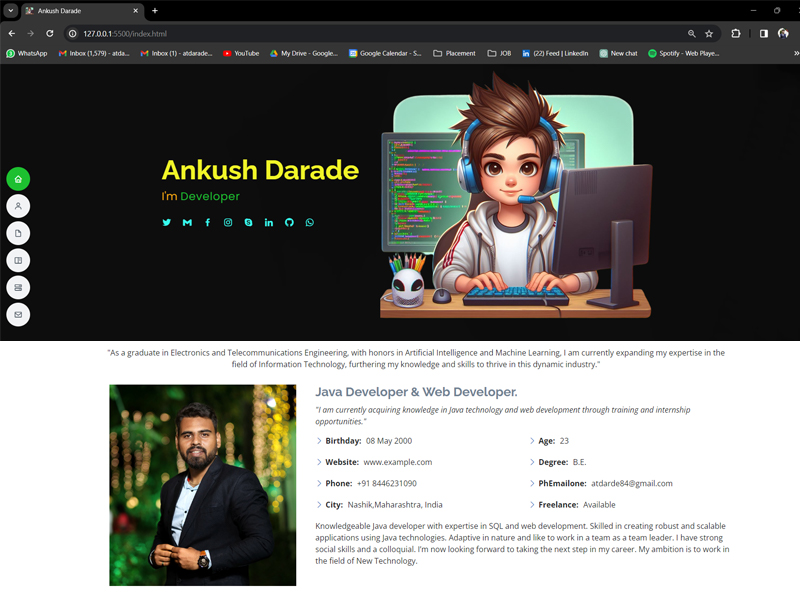 Ankush Darade
127.0.0.1:5500/index.html
WhatsApp
Inbox (1,579) - atda...
Inbox (1) - atdarade...
YouTube
My Drive - Google...
Google Calendar - S...
Placement
JOB
(22) Feed | LinkedIn
New chat
Spotify - Web Playe...
Ankush Darade
I'm Developer
"As a graduate in Electronics and Telecommunications Engineering, with honors in Artificial Intelligence and Machine Learning, I am currently expanding my expertise in the
field of Information Technology, furthering my knowledge and skills to thrive in this dynamic industry."
Java Developer & Web Developer.
"I am currently acquiring knowledge in Java technology and web development through training and internship
opportunities."
Birthday: 08 May 2000
Age: 23
Website: www.example.com
Degree: B.E.
Phone: +91 8446231090
PhEmailone: atdarde84@gmail.com
City: Nashik,Maharashtra, India
Freelance: Available
Knowledgeable Java developer with expertise in SQL and web development. Skilled in creating robust and scalable
applications using Java technologies. Adaptive in nature and like to work in a team as a team leader. I have strong
social skills and a colloquial. I'm now looking forward to taking the next step in my career. My ambition is to work in
the field of New Technology.